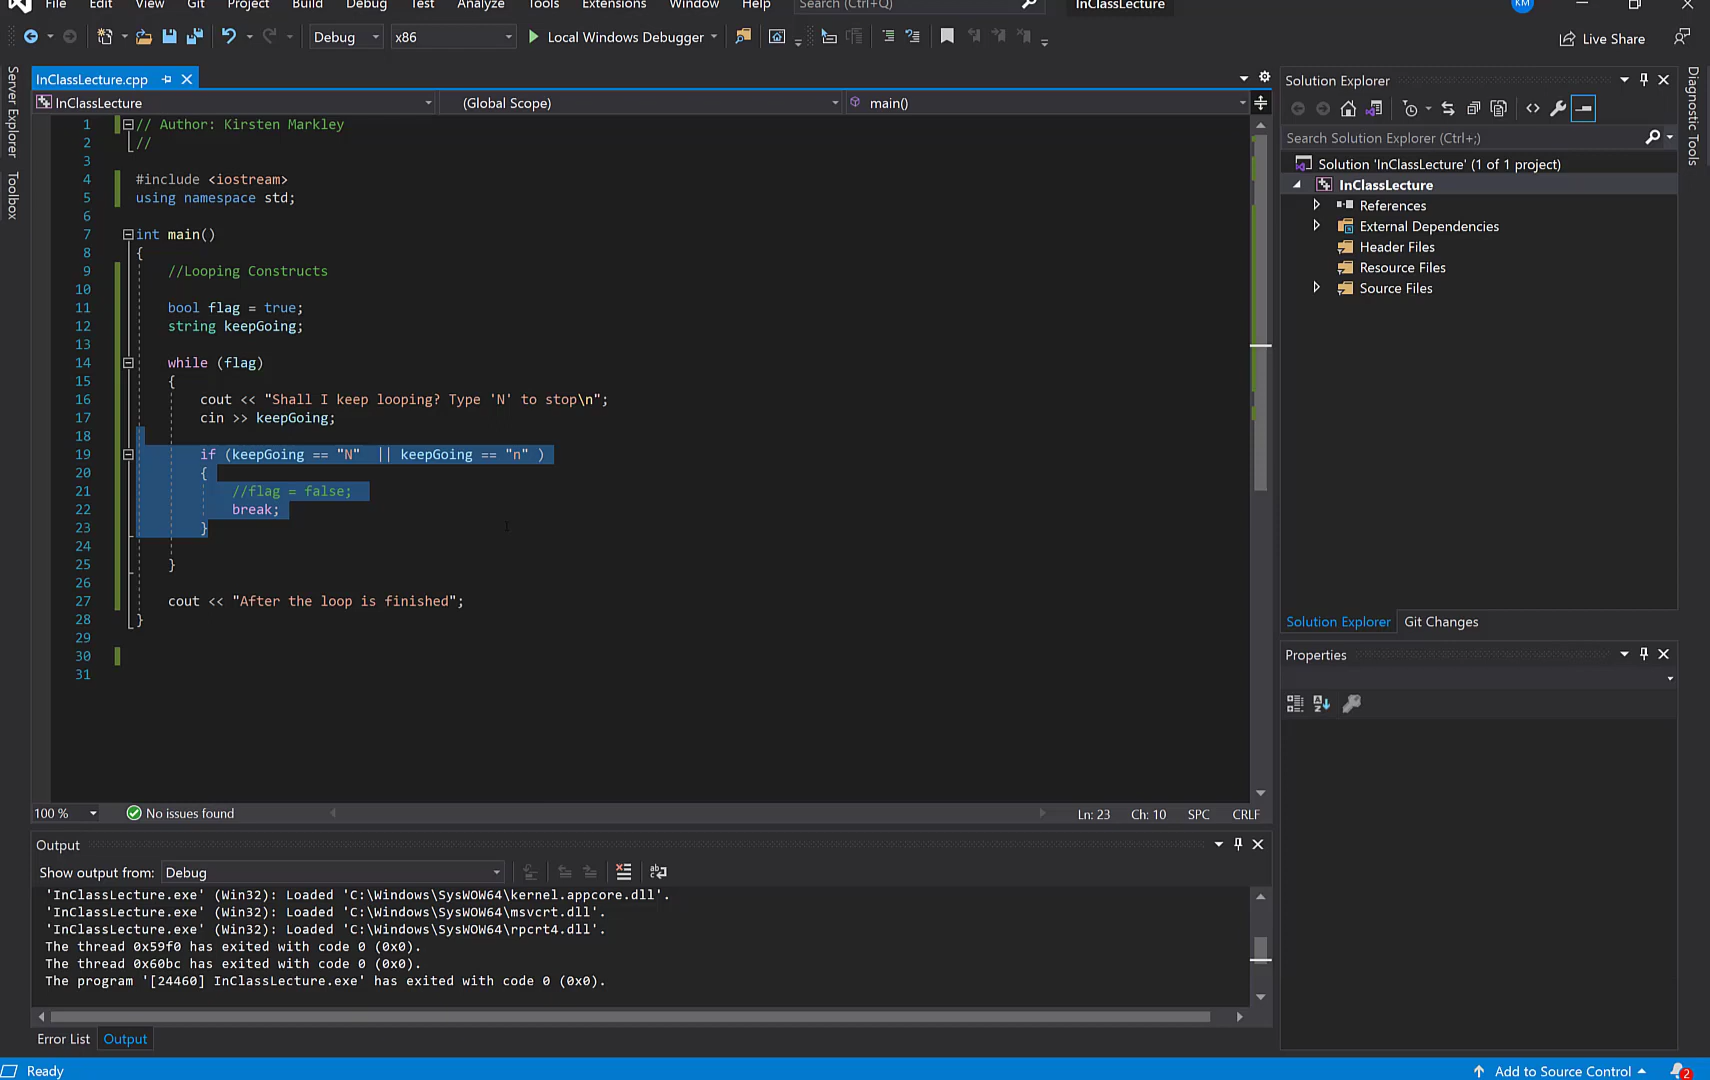 File Edit View Git Project Build Debug Test Analyze Tools Extensions Window Help Search (Ctrl+Q) InClassLecture KM
Debug x86 Local Windows Debugger Live Share
Server Explorer
Toolbox
InClassLecture.cpp
InClassLecture (Global Scope) main()
1 // Author: Kirsten Markley
2 //
3
4 #include <iostream>
5 using namespace std;
6
7 int main()
8 {
9 //Looping Constructs
10
11 bool flag = true;
12 string keepGoing;
13
14 while (flag)
15 {
16 cout << "Shall I keep looping? Type 'N' to stop\n";
17 cin >> keepGoing;
18
19 if (keepGoing == "N" || keepGoing == "n" )
20 {
21 //flag = false;
22 break;
23 }
24
25 }
26
27 cout << "After the loop is finished";
28 }
29
30
31
100 % No issues found Ln: 23 Ch: 10 SPC CRLF
Output
Show output from: Debug
'InClassLecture.exe' (Win32): Loaded 'C:\Windows\SysWOW64\kernel.appcore.dll'.
'InClassLecture.exe' (Win32): Loaded 'C:\Windows\SysWOW64\msvcrt.dll'.
'InClassLecture.exe' (Win32): Loaded 'C:\Windows\SysWOW64\rpcrt4.dll'.
The thread 0x59f0 has exited with code 0 (0x0).
The thread 0x60bc has exited with code 0 (0x0).
The program '[24460] InClassLecture.exe' has exited with code 0 (0x0).
Error List Output
Solution Explorer
Search Solution Explorer (Ctrl+;)
Solution 'InClassLecture' (1 of 1 project)
InClassLecture
References
External Dependencies
Header Files
Resource Files
Source Files
Solution Explorer Git Changes
Properties
Diagnostic Tools
Ready Add to Source Control 2